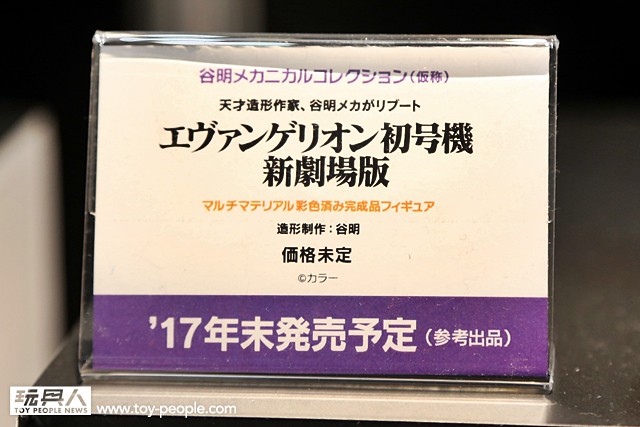 谷明メカニカルコレクション（仮称）
天才造形作家、谷明メカがリブート
エヴァンゲリオン初号機
新劇場版
マルチマテリアル彩色済み完成品フィギュア
造形制作：谷明
価格未定
©カラー
’17年末発売予定（参考出品）
玩具人
TOY PEOPLE NEWS
www.toy-people.com